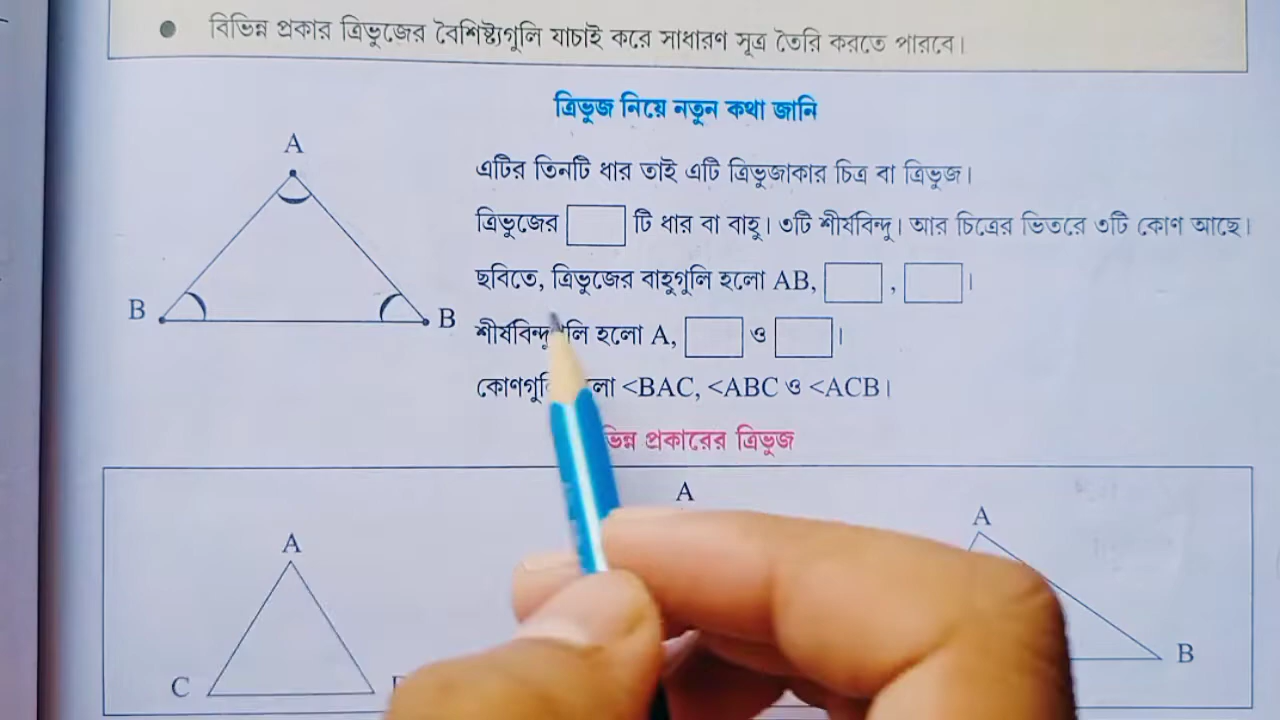 ● বিভিন্ন প্রকার ত্রিভুজের বৈশিষ্ট্যগুলি যাচাই করে সাধারণ সূত্র তৈরি করতে পারবে।
ত্রিভুজ নিয়ে নতুন কথা জানি
A
B
B
এটির তিনটি ধার তাই এটি ত্রিভুজাকার চিত্র বা ত্রিভুজ।
ত্রিভুজের টি ধার বা বাহু। ৩টি শীর্ষবিন্দু। আর চিত্রের ভিতরে ৩টি কোণ আছে।
ছবিতে, ত্রিভুজের বাহুগুলি হলো AB, , ।
হলো A, ও ।
<BAC, <ABC ও <ACB।
প্রকারের ত্রিভুজ
A
C
A
A
B